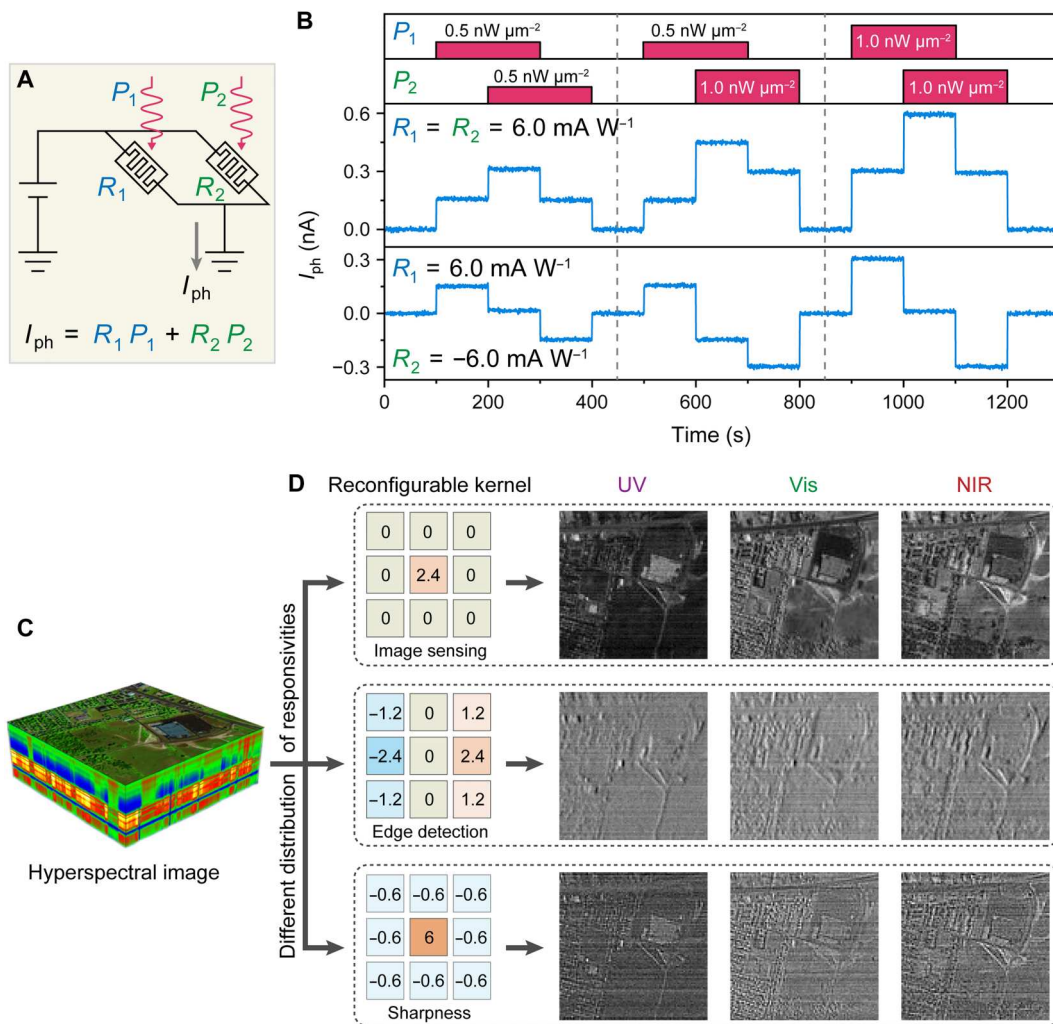 A
P₁
P₂
R₁
R₂
I_ph
I_ph = R₁ P₁ + R₂ P₂
B
P₁
0.5 nW μm⁻²
0.5 nW μm⁻²
1.0 nW μm⁻²
P₂
0.5 nW μm⁻²
1.0 nW μm⁻²
1.0 nW μm⁻²
R₁ = R₂ = 6.0 mA W⁻¹
0.6
0.3
0.0
I_ph (nA)
R₁ = 6.0 mA W⁻¹
R₂ = −6.0 mA W⁻¹
0.3
0.0
−0.3
0 200 400 600 800 1000 1200
Time (s)
C
Hyperspectral image
Different distribution of responsivities
D
Reconfigurable kernel UV Vis NIR
0 0 0
0 2.4 0
0 0 0
Image sensing
−1.2 0 1.2
−2.4 0 2.4
−1.2 0 1.2
Edge detection
−0.6 −0.6 −0.6
−0.6 6 −0.6
−0.6 −0.6 −0.6
Sharpness